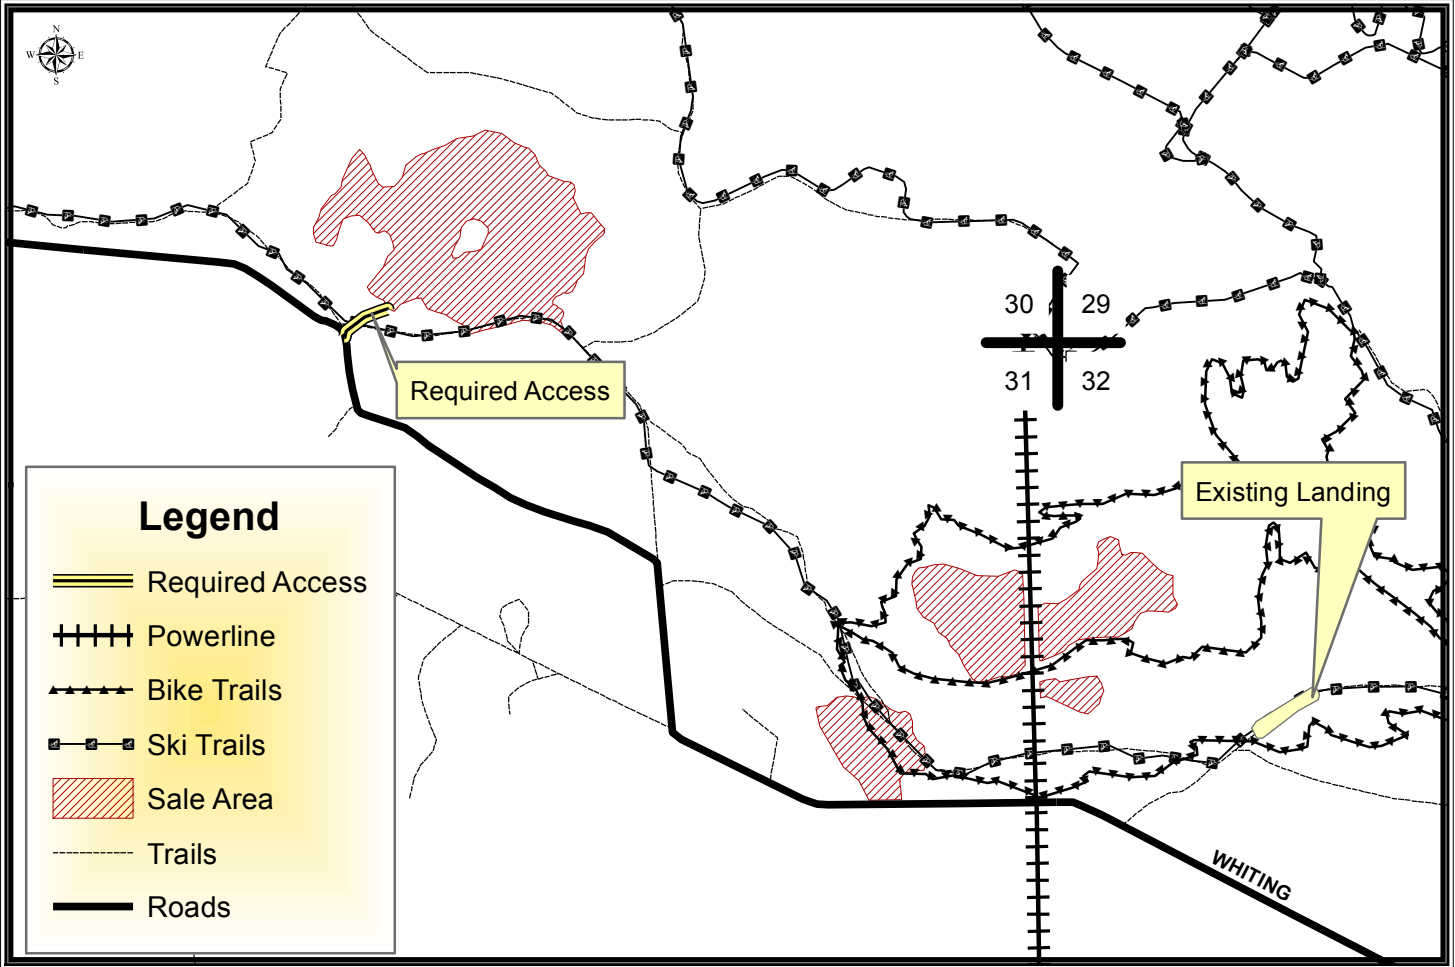 N
W E
S
30 29
31 32
Required Access
Existing Landing
Legend
Required Access
Powerline
Bike Trails
Ski Trails
Sale Area
Trails
Roads
WHITING